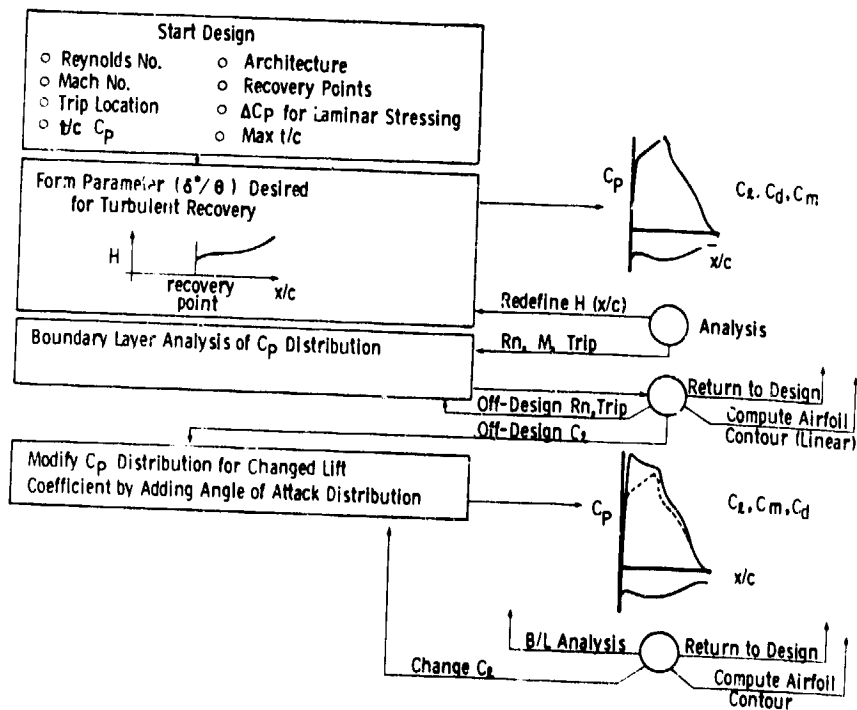 Start Design
○ Reynolds No.
○ Mach No.
○ Trip Location
○ t/c Cp
○ Architecture
○ Recovery Points
○ ΔCp for Laminar Stressing
○ Max t/c
Form Parameter (δ*/θ) Desired
for Turbulent Recovery
H
recovery
point
x/c
Cp
Cℓ, Cd, Cm
x/c
Redefine H (x/c)
Analysis
Rn, M, Trip
Boundary Layer Analysis of Cp Distribution
Return to Design
Off-Design Rn, Trip
Compute Airfoil
Contour (Linear)
Off-Design Cℓ
Modify Cp Distribution for Changed Lift
Coefficient by Adding Angle of Attack Distribution
Cp
Cℓ, Cm, Cd
x/c
B/L Analysis
Return to Design
Change Cℓ
Compute Airfoil
Contour